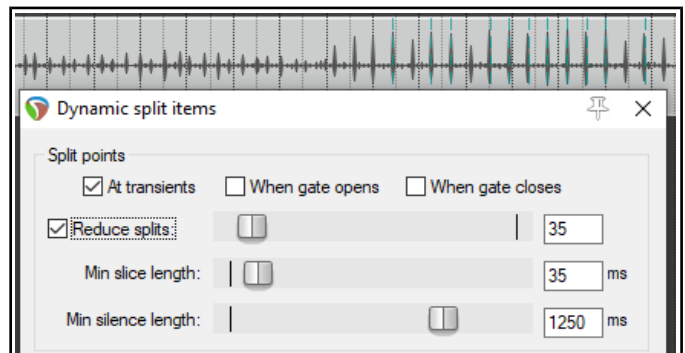 Dynamic split items
Split points
At transients When gate opens When gate closes
Reduce splits: 35
Min slice length: 35 ms
Min silence length: 1250 ms